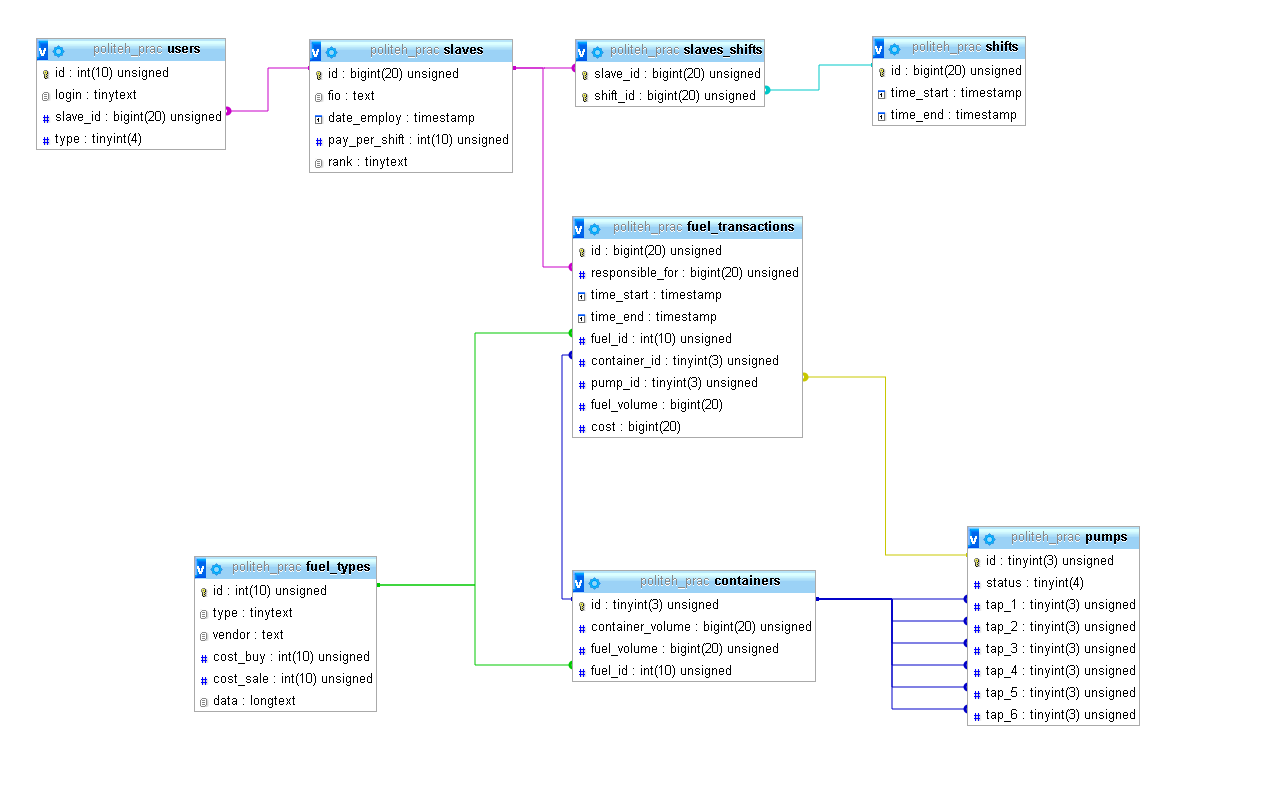 politeh_prac users
id : int(10) unsigned
login : tinytext
slave_id : bigint(20) unsigned
type : tinyint(4)
politeh_prac slaves
id : bigint(20) unsigned
fio : text
date_employ : timestamp
pay_per_shift : int(10) unsigned
rank : tinytext
politeh_prac slaves_shifts
slave_id : bigint(20) unsigned
shift_id : bigint(20) unsigned
politeh_prac shifts
id : bigint(20) unsigned
time_start : timestamp
time_end : timestamp
politeh_prac fuel_transactions
id : bigint(20) unsigned
responsible_for : bigint(20) unsigned
time_start : timestamp
time_end : timestamp
fuel_id : int(10) unsigned
container_id : tinyint(3) unsigned
pump_id : tinyint(3) unsigned
fuel_volume : bigint(20)
cost : bigint(20)
politeh_prac fuel_types
id : int(10) unsigned
type : tinytext
vendor : text
cost_buy : int(10) unsigned
cost_sale : int(10) unsigned
data : longtext
politeh_prac containers
id : tinyint(3) unsigned
container_volume : bigint(20) unsigned
fuel_volume : bigint(20) unsigned
fuel_id : int(10) unsigned
politeh_prac pumps
id : tinyint(3) unsigned
status : tinyint(4)
tap_1 : tinyint(3) unsigned
tap_2 : tinyint(3) unsigned
tap_3 : tinyint(3) unsigned
tap_4 : tinyint(3) unsigned
tap_5 : tinyint(3) unsigned
tap_6 : tinyint(3) unsigned